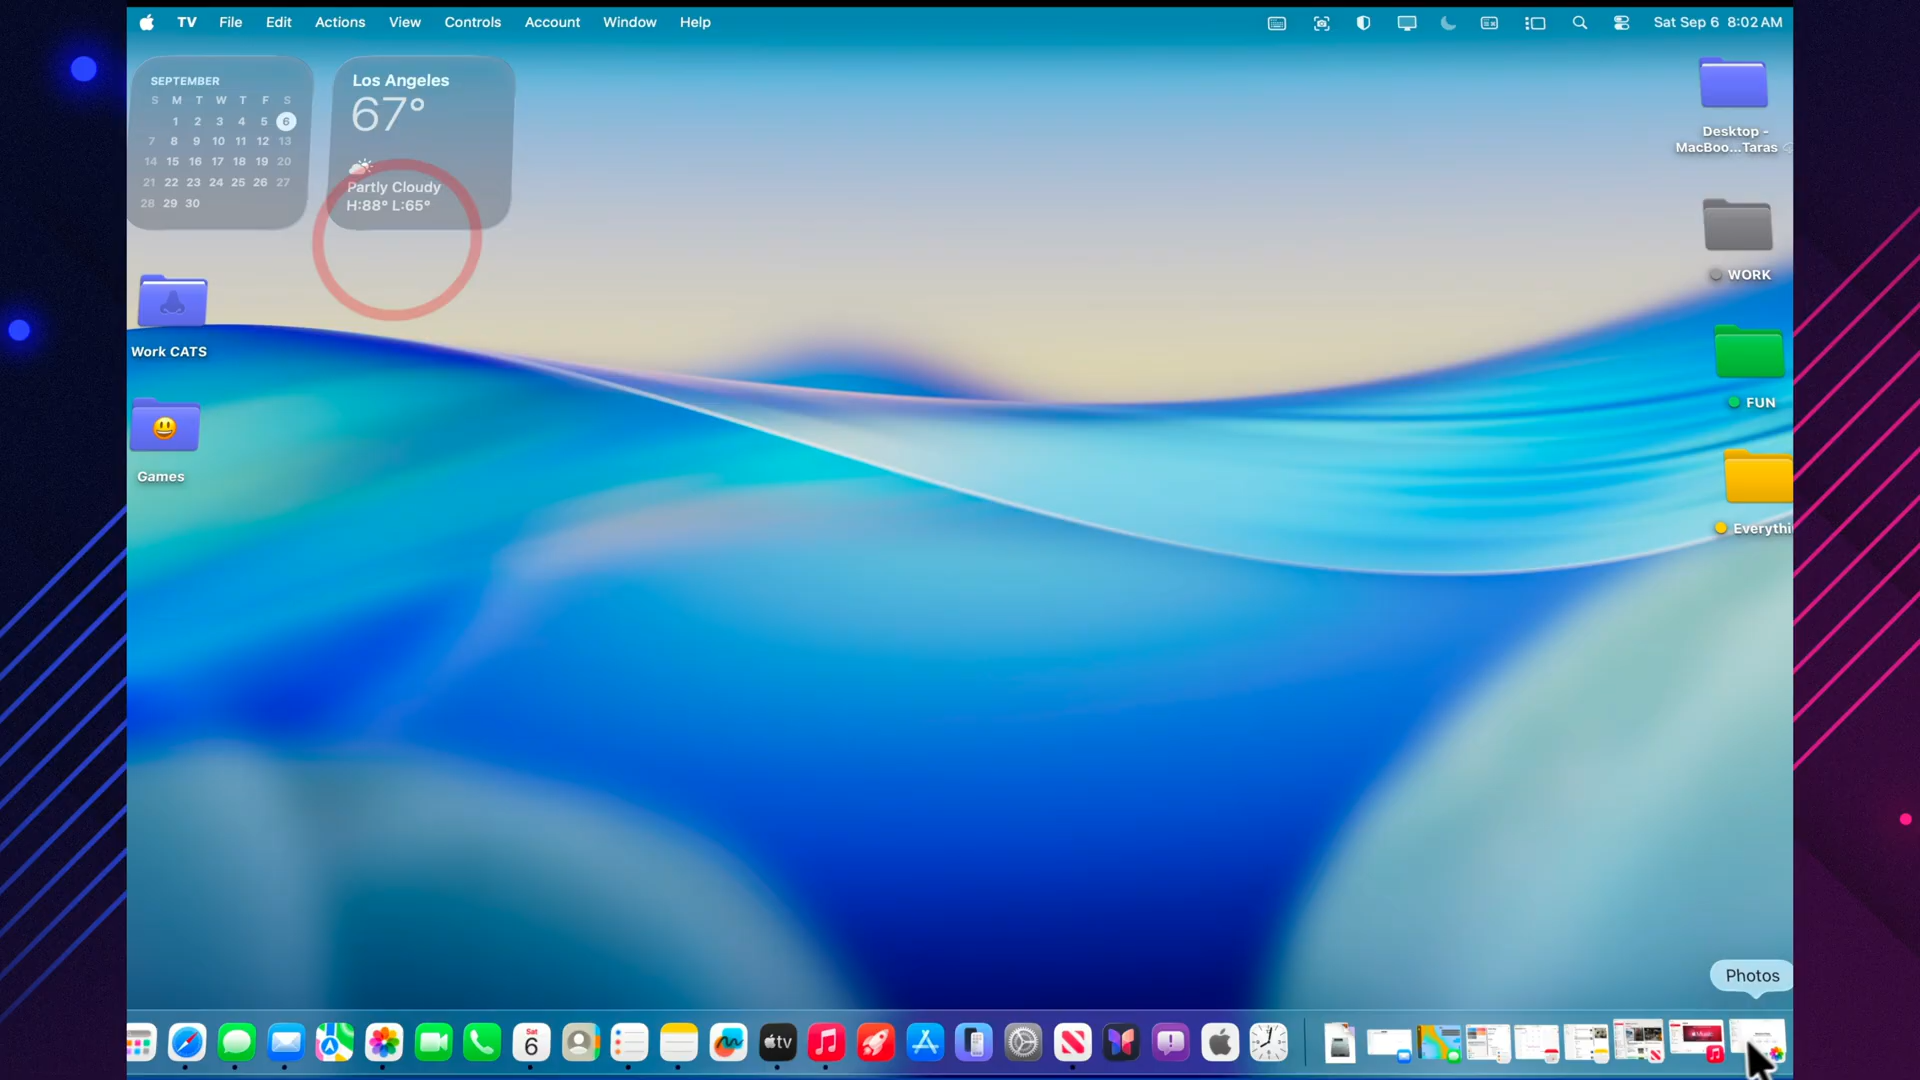 TV File Edit Actions View Controls Account Window Help Sat Sep 6 8:02 AM
SEPTEMBER
S M T W T F S
1 2 3 4 5 6
7 8 9 10 11 12 13
14 15 16 17 18 19 20
21 22 23 24 25 26 27
28 29 30
Los Angeles
67°
Partly Cloudy
H:88° L:65°
Desktop -
MacBoo...Taras
WORK
Work CATS
FUN
Games
Everythi
Photos
Sat
6
tv